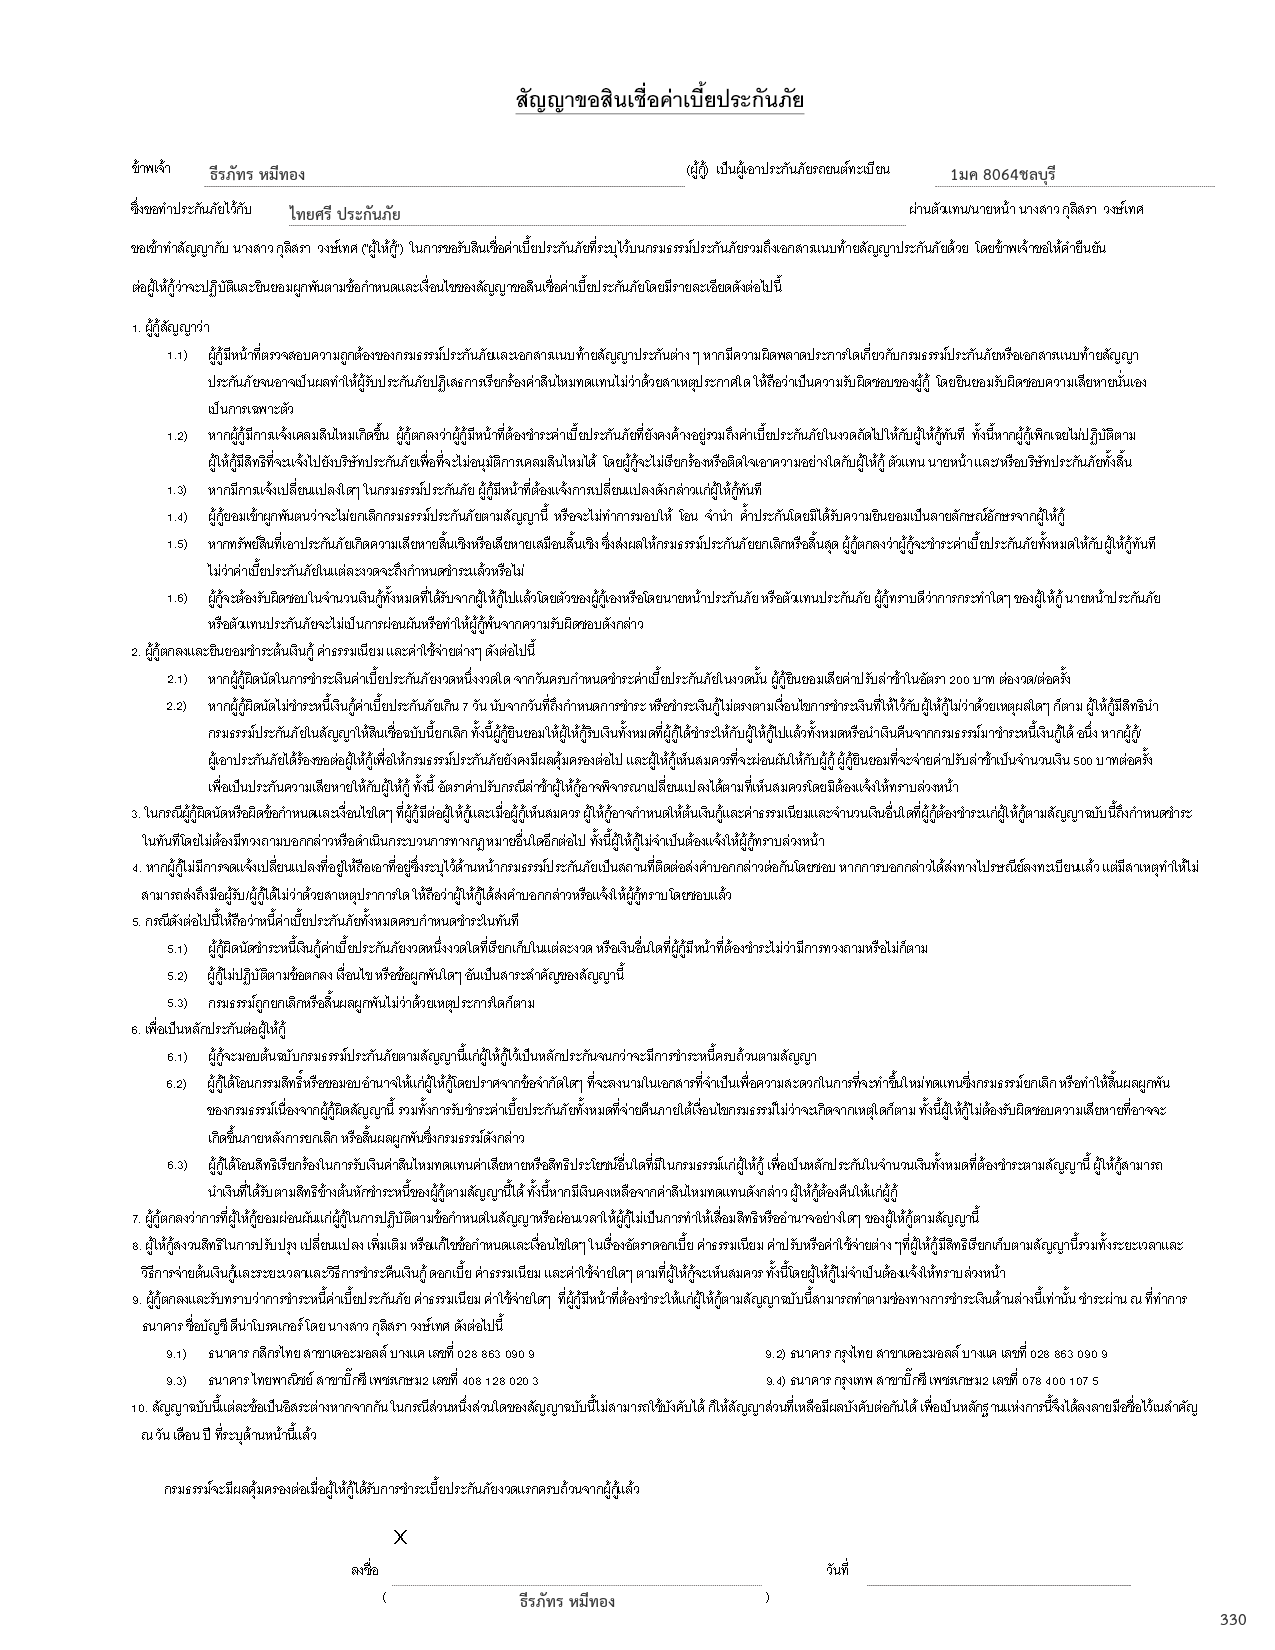 สัญญาขอสินเชื่อค่าเบี้ยประกันภัย
ข้าพเจ้า ธีรภัทร หมีทอง (ผู้กู้) เป็นผู้เอาประกันภัยรถยนต์ทะเบียน 1มค 8064ชลบุรี
ซึ่งขอทำประกันภัยไว้กับ ไทยศรี ประกันภัย ผ่านตัวแทน/นายหน้า นางสาว กุลิสรา วงษ์เทศ
ขอเข้าทำสัญญากับ นางสาว กุลิสรา วงษ์เทศ ("ผู้ให้กู้") ในการขอรับสินเชื่อค่าเบี้ยประกันภัยที่ระบุไว้บนกรมธรรม์ประกันภัยรวมถึงเอกสารแนบท้ายสัญญาประกันภัยด้วย โดยข้าพเจ้าขอให้คำยืนยัน
ต่อผู้ให้กู้ว่าจะปฏิบัติและยินยอมผูกพันตามข้อกำหนดและเงื่อนไขของสัญญาขอสินเชื่อค่าเบี้ยประกันภัยโดยมีรายละเอียดดังต่อไปนี้
1. ผู้กู้สัญญาว่า
1.1) ผู้กู้มีหน้าที่ตรวจสอบความถูกต้องของกรมธรรม์ประกันภัยและเอกสารแนบท้ายสัญญาประกันต่าง ๆ หากมีความผิดพลาดประการใดเกี่ยวกับกรมธรรม์ประกันภัยหรือเอกสารแนบท้ายสัญญา
ประกันภัยจนอาจเป็นผลทำให้ผู้รับประกันภัยปฏิเสธการเรียกร้องค่าสินไหมทดแทนไม่ว่าด้วยสาเหตุประกาศใด ให้ถือว่าเป็นความรับผิดชอบของผู้กู้ โดยยินยอมรับผิดชอบความเสียหายนั่นเอง
เป็นการเฉพาะตัว
1.2) หากผู้กู้มีการแจ้งเคลมสินไหมเกิดขึ้น ผู้กู้ตกลงว่าผู้กู้มีหน้าที่ต้องชำระค่าเบี้ยประกันภัยที่ยังคงค้างอยู่รวมถึงค่าเบี้ยประกันภัยในงวดถัดไปให้กับผู้ให้กู้ทันที ทั้งนี้หากผู้กู้เพิกเฉยไม่ปฏิบัติตาม
ผู้ให้กู้มีสิทธิที่จะแจ้งไปยังบริษัทประกันภัยเพื่อที่จะไม่อนุมัติการเคลมสินไหมได้ โดยผู้กู้จะไม่เรียกร้องหรือติดใจเอาความอย่างใดกับผู้ให้กู้ ตัวแทน นายหน้า และ/หรือบริษัทประกันภัยทั้งสิ้น
1.3) หากมีการแจ้งเปลี่ยนแปลงใดๆ ในกรมธรรม์ประกันภัย ผู้กู้มีหน้าที่ต้องแจ้งการเปลี่ยนแปลงดังกล่าวแก่ผู้ให้กู้ทันที
1.4) ผู้กู้ยอมเข้าผูกพันตนว่าจะไม่ยกเลิกกรมธรรม์ประกันภัยตามสัญญานี้ หรือจะไม่ทำการมอบให้ โอน จำนำ ค้ำประกันโดยมิได้รับความยินยอมเป็นลายลักษณ์อักษรจากผู้ให้กู้
1.5) หากทรัพย์สินที่เอาประกันภัยเกิดความเสียหายสิ้นเชิงหรือเสียหายเสมือนสิ้นเชิง ซึ่งส่งผลให้กรมธรรม์ประกันภัยยกเลิกหรือสิ้นสุด ผู้กู้ตกลงว่าผู้กู้จะชำระค่าเบี้ยประกันภัยทั้งหมดให้กับผู้ให้กู้ทันที
ไม่ว่าค่าเบี้ยประกันภัยในแต่ละงวดจะถึงกำหนดชำระแล้วหรือไม่
1.6) ผู้กู้จะต้องรับผิดชอบในจำนวนเงินกู้ทั้งหมดที่ได้รับจากผู้ให้กู้ไปแล้วโดยตัวของผู้กู้เองหรือโดยนายหน้าประกันภัย หรือตัวแทนประกันภัย ผู้กู้ทราบดีว่าการกระทำใดๆ ของผู้ให้กู้ นายหน้าประกันภัย
หรือตัวแทนประกันภัยจะไม่เป็นการผ่อนผันหรือทำให้ผู้กู้พ้นจากความรับผิดชอบดังกล่าว
2. ผู้กู้ตกลงและยินยอมชำระต้นเงินกู้ ค่าธรรมเนียม และค่าใช้จ่ายต่างๆ ดังต่อไปนี้
2.1) หากผู้กู้ผิดนัดในการชำระเงินค่าเบี้ยประกันภัยงวดหนึ่งงวดใด จากวันครบกำหนดชำระค่าเบี้ยประกันภัยในงวดนั้น ผู้กู้ยินยอมเสียค่าปรับล่าช้าในอัตรา 200 บาท ต่องวด/ต่อครั้ง
2.2) หากผู้กู้ผิดนัดไม่ชำระหนี้เงินกู้ค่าเบี้ยประกันภัยเกิน 7 วัน นับจากวันที่ถึงกำหนดการชำระ หรือชำระเงินกู้ไม่ตรงตามเงื่อนไขการชำระเงินที่ให้ไว้กับผู้ให้กู้ไม่ว่าด้วยเหตุผลใดๆ ก็ตาม ผู้ให้กู้มีสิทธินำ
กรมธรรม์ประกันภัยในสัญญาให้สินเชื่อฉบับนี้ยกเลิก ทั้งนี้ผู้กู้ยินยอมให้ผู้ให้กู้รับเงินทั้งหมดที่ผู้กู้ได้ชำระให้กับผู้ให้กู้ไปแล้วทั้งหมดหรือนำเงินคืนจากกรมธรรม์มาชำระหนี้เงินกู้ได้ อนึ่ง หากผู้กู้/
ผู้เอาประกันภัยได้ร้องขอต่อผู้ให้กู้เพื่อให้กรมธรรม์ประกันภัยยังคงมีผลคุ้มครองต่อไป และผู้ให้กู้เห็นสมควรที่จะผ่อนผันให้กับผู้กู้ ผู้กู้ยินยอมที่จะจ่ายค่าปรับล่าช้าเป็นจำนวนเงิน 500 บาทต่อครั้ง
เพื่อเป็นประกันความเสียหายให้กับผู้ให้กู้ ทั้งนี้ อัตราค่าปรับกรณีล่าช้าผู้ให้กู้อาจพิจารณาเปลี่ยนแปลงได้ตามที่เห็นสมควรโดยมิต้องแจ้งให้ทราบล่วงหน้า
3. ในกรณีผู้กู้ผิดนัดหรือผิดข้อกำหนดและเงื่อนไขใดๆ ที่ผู้กู้มีต่อผู้ให้กู้และเมื่อผู้กู้เห็นสมควร ผู้ให้กู้อาจกำหนดให้ต้นเงินกู้และค่าธรรมเนียมและจำนวนเงินอื่นใดที่ผู้กู้ต้องชำระแก่ผู้ให้กู้ตามสัญญาฉบับนี้ถึงกำหนดชำระ
ในทันทีโดยไม่ต้องมีทวงถามบอกกล่าวหรือดำเนินกระบวนการทางกฎหมายอื่นใดอีกต่อไป ทั้งนี้ผู้ให้กู้ไม่จำเป็นต้องแจ้งให้ผู้กู้ทราบล่วงหน้า
4. หากผู้กู้ไม่มีการจดแจ้งเปลี่ยนแปลงที่อยู่ให้ถือเอาที่อยู่ซึ่งระบุไว้ด้านหน้ากรมธรรม์ประกันภัยเป็นสถานที่ติดต่อส่งคำบอกกล่าวต่อกันโดยชอบ หากการบอกกล่าวได้ส่งทางไปรษณีย์ลงทะเบียนแล้ว แต่มีสาเหตุทำให้ไม่
สามารถส่งถึงมือผู้รับ/ผู้กู้ได้ไม่ว่าด้วยสาเหตุปราการใด ให้ถือว่าผู้ให้กู้ได้ส่งคำบอกกล่าวหรือแจ้งให้ผู้กู้ทราบโดยชอบแล้ว
5. กรณีดังต่อไปนี้ให้ถือว่าหนี้ค่าเบี้ยประกันภัยทั้งหมดครบกำหนดชำระในทันที
5.1) ผู้กู้ผิดนัดชำระหนี้เงินกู้ค่าเบี้ยประกันภัยงวดหนึ่งงวดใดที่เรียกเก็บในแต่ละงวด หรือเงินอื่นใดที่ผู้กู้มีหน้าที่ต้องชำระไม่ว่ามีการทวงถามหรือไม่ก็ตาม
5.2) ผู้กู้ไม่ปฏิบัติตามข้อตกลง เงื่อนไข หรือข้อผูกพันใดๆ อันเป็นสาระสำคัญของสัญญานี้
5.3) กรมธรรม์ถูกยกเลิกหรือสิ้นผลผูกพันไม่ว่าด้วยเหตุประการใดก็ตาม
6. เพื่อเป็นหลักประกันต่อผู้ให้กู้
6.1) ผู้กู้จะมอบต้นฉบับกรมธรรม์ประกันภัยตามสัญญานี้แก่ผู้ให้กู้ไว้เป็นหลักประกันจนกว่าจะมีการชำระหนี้ครบถ้วนตามสัญญา
6.2) ผู้กู้ได้โอนกรรมสิทธิ์หรือขอมอบอำนาจให้แก่ผู้ให้กู้โดยปราศจากข้อจำกัดใดๆ ที่จะลงนามในเอกสารที่จำเป็นเพื่อความสะดวกในการที่จะทำขึ้นใหม่ทดแทนซึ่งกรมธรรม์ยกเลิก หรือทำให้สิ้นผลผูกพัน
ของกรมธรรม์เนื่องจากผู้กู้ผิดสัญญานี้ รวมทั้งการรับชำระค่าเบี้ยประกันภัยทั้งหมดที่จ่ายคืนภายใต้เงื่อนไขกรมธรรม์ไม่ว่าจะเกิดจากเหตุใดก็ตาม ทั้งนี้ผู้ให้กู้ไม่ต้องรับผิดชอบความเสียหายที่อาจจะ
เกิดขึ้นภายหลังการยกเลิก หรือสิ้นผลผูกพันซึ่งกรมธรรม์ดังกล่าว
6.3) ผู้กู้ได้โอนสิทธิเรียกร้องในการรับเงินค่าสินไหมทดแทนค่าเสียหายหรือสิทธิประโยชน์อื่นใดที่มีในกรมธรรม์แก่ผู้ให้กู้ เพื่อเป็นหลักประกันในจำนวนเงินทั้งหมดที่ต้องชำระตามสัญญานี้ ผู้ให้กู้สามารถ
นำเงินที่ได้รับตามสิทธิข้างต้นหักชำระหนี้ของผู้กู้ตามสัญญานี้ได้ ทั้งนี้หากมีเงินคงเหลือจากค่าสินไหมทดแทนดังกล่าว ผู้ให้กู้ต้องคืนให้แก่ผู้กู้
7. ผู้กู้ตกลงว่าการที่ผู้ให้กู้ยอมผ่อนผันแก่ผู้กู้ในการปฏิบัติตามข้อกำหนดในสัญญาหรือผ่อนเวลาให้ผู้กู้ไม่เป็นการทำให้เสื่อมสิทธิหรืออำนาจอย่างใดๆ ของผู้ให้กู้ตามสัญญานี้
8. ผู้ให้กู้สงวนสิทธิในการปรับปรุง เปลี่ยนแปลง เพิ่มเติม หรือแก้ไขข้อกำหนดและเงื่อนไขใดๆ ในเรื่องอัตราดอกเบี้ย ค่าธรรมเนียม ค่าปรับหรือค่าใช้จ่ายต่าง ๆที่ผู้ให้กู้มีสิทธิเรียกเก็บตามสัญญานี้รวมทั้งระยะเวลาและ
วิธีการจ่ายต้นเงินกู้และระยะเวลาและวิธีการชำระคืนเงินกู้ ดอกเบี้ย ค่าธรรมเนียม และค่าใช้จ่ายใดๆ ตามที่ผู้ให้กู้จะเห็นสมควร ทั้งนี้โดยผู้ให้กู้ไม่จำเป็นต้องแจ้งให้ทราบล่วงหน้า
9. ผู้กู้ตกลงและรับทราบว่าการชำระหนี้ค่าเบี้ยประกันภัย ค่าธรรมเนียม ค่าใช้จ่ายใดๆ ที่ผู้กู้มีหน้าที่ต้องชำระให้แก่ผู้ให้กู้ตามสัญญาฉบับนี้สามารถทำตามช่องทางการชำระเงินด้านล่างนี้เท่านั้น ชำระผ่าน ณ ที่ทำการ
ธนาคาร ชื่อบัญชี ดีน่าโบรคเกอร์ โดย นางสาว กุลิสรา วงษ์เทศ ดังต่อไปนี้
9.1) ธนาคาร กสิกรไทย สาขาเดอะมอลล์ บางแค เลขที่ 028 863 090 9 9.2) ธนาคาร กรุงไทย สาขาเดอะมอลล์ บางแค เลขที่ 028 863 090 9
9.3) ธนาคาร ไทยพาณิชย์ สาขาบิ๊กซี เพชรเกษม2 เลขที่ 408 128 020 3 9.4) ธนาคาร กรุงเทพ สาขาบิ๊กซี เพชรเกษม2 เลขที่ 078 400 107 5
10. สัญญาฉบับนี้แต่ละข้อเป็นอิสระต่างหากจากกัน ในกรณีส่วนหนึ่งส่วนใดของสัญญาฉบับนี้ไม่สามารถใช้บังคับได้ ก็ให้สัญญาส่วนที่เหลือมีผลบังคับต่อกันได้ เพื่อเป็นหลักฐานแห่งการนี้จึงได้ลงลายมือชื่อไว้เป็นสำคัญ
ณ วัน เดือน ปี ที่ระบุด้านหน้านี้แล้ว
กรมธรรม์จะมีผลคุ้มครองต่อเมื่อผู้ให้กู้ได้รับการชำระเบี้ยประกันภัยงวดแรกครบถ้วนจากผู้กู้แล้ว
X
ลงชื่อ วันที่
( ธีรภัทร หมีทอง )
330